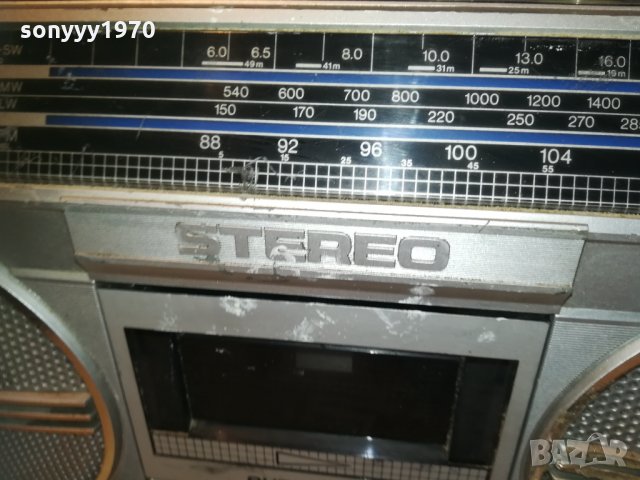 sonyyy1970
SW 6.0 6.5 8.0 10.0 13.0 16.0
49m 41m 31m 25m 19m
MW 540 600 700 800 1000 1200 1400
LW 150 170 190 220 250 270
88 92 96 100 104
5 15 25 35 45 55
STEREO
BAZAR